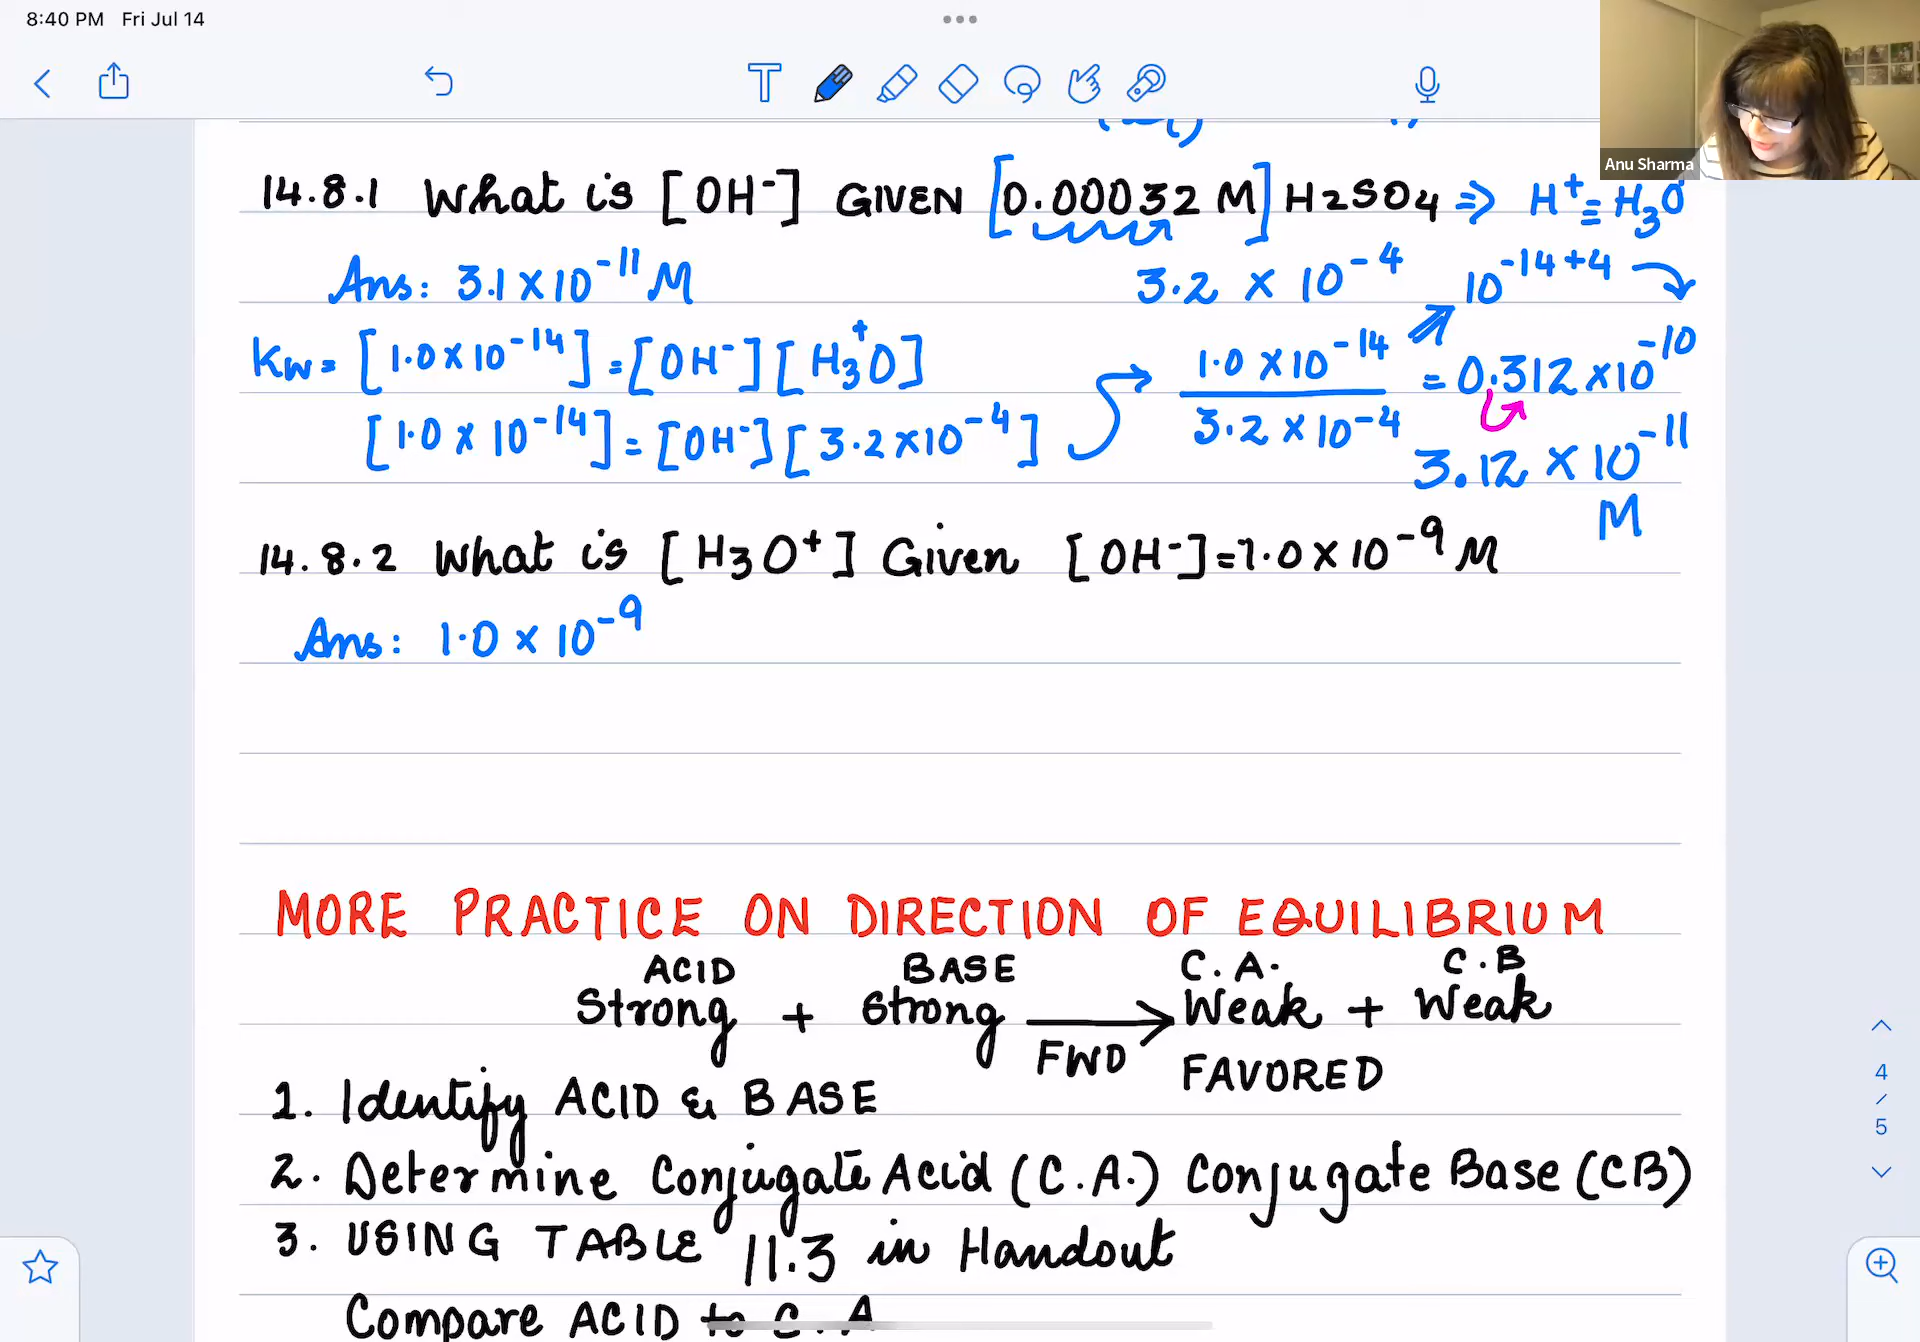 8:40 PM Fri Jul 14
Anu Sharma
14.8.1 What is [OH⁻] GIVEN [0.00032 M] H2SO4 ⇒ H⁺ = H₃O⁺
Ans: 3.1 x 10⁻¹¹ M 3.2 x 10⁻⁴ 10⁻¹⁴⁺⁴
Kw = [1.0 x 10⁻¹⁴] = [OH⁻] [H₃O⁺] 1.0 x 10⁻¹⁴ = 0.312 x 10⁻¹⁰
[1.0 x 10⁻¹⁴] = [OH⁻] [3.2 x 10⁻⁴] 3.2 x 10⁻⁴ 3.12 x 10⁻¹¹
M
14.8.2 What is [H3O⁺] Given [OH⁻] = 1.0 x 10⁻⁹ M
Ans: 1.0 x 10⁻⁹
MORE PRACTICE ON DIRECTION OF EQUILIBRIUM
ACID BASE C.A. C.B
Strong + Strong → Weak + Weak
FWD FAVORED
1. Identify ACID & BASE
2. Determine Conjugate Acid (C.A.) Conjugate Base (CB)
3. USING TABLE 11.3 in Handout
Compare ACID to C.A
4
/
5